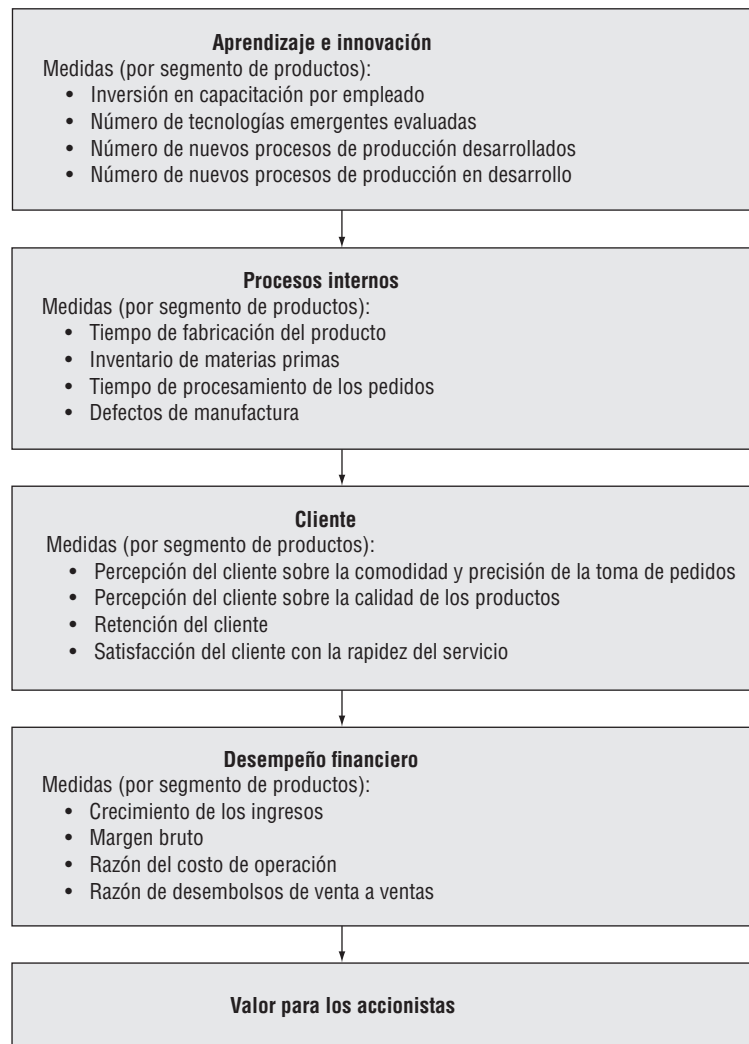 Aprendizaje e innovación
Medidas (por segmento de productos):
• Inversión en capacitación por empleado
• Número de tecnologías emergentes evaluadas
• Número de nuevos procesos de producción desarrollados
• Número de nuevos procesos de producción en desarrollo
Procesos internos
Medidas (por segmento de productos):
• Tiempo de fabricación del producto
• Inventario de materias primas
• Tiempo de procesamiento de los pedidos
• Defectos de manufactura
Cliente
Medidas (por segmento de productos):
• Percepción del cliente sobre la comodidad y precisión de la toma de pedidos
• Percepción del cliente sobre la calidad de los productos
• Retención del cliente
• Satisfacción del cliente con la rapidez del servicio
Desempeño financiero
Medidas (por segmento de productos):
• Crecimiento de los ingresos
• Margen bruto
• Razón del costo de operación
• Razón de desembolsos de venta a ventas
Valor para los accionistas